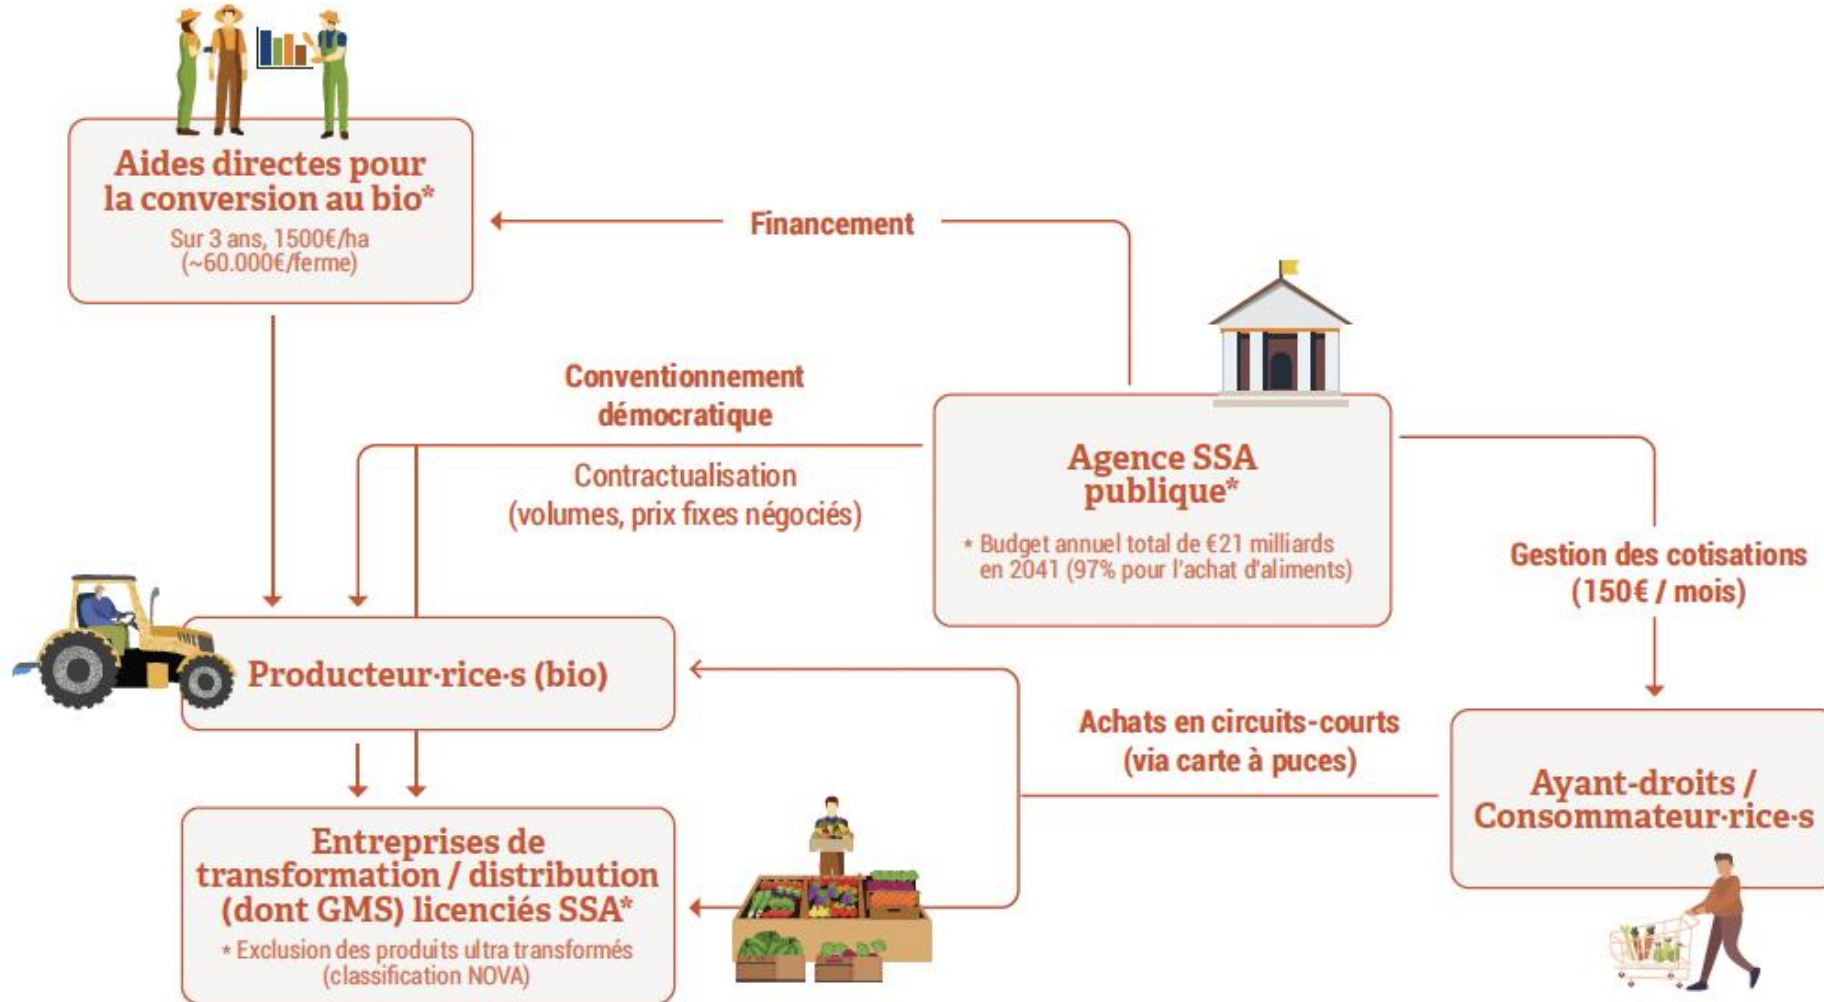 Aides directes pour
la conversion au bio*
Sur 3 ans, 1500€/ha
(~60.000€/ferme)
Financement
Conventionnement
démocratique
Contractualisation
(volumes, prix fixes négociés)
Agence SSA
publique*
* Budget annuel total de €21 milliards
en 2041 (97% pour l'achat d'aliments)
Gestion des cotisations
(150€ / mois)
Producteur·rice·s (bio)
Achats en circuits-courts
(via carte à puces)
Ayant-droits /
Consommateur·rice·s
Entreprises de
transformation / distribution
(dont GMS) licenciés SSA*
* Exclusion des produits ultra transformés
(classification NOVA)